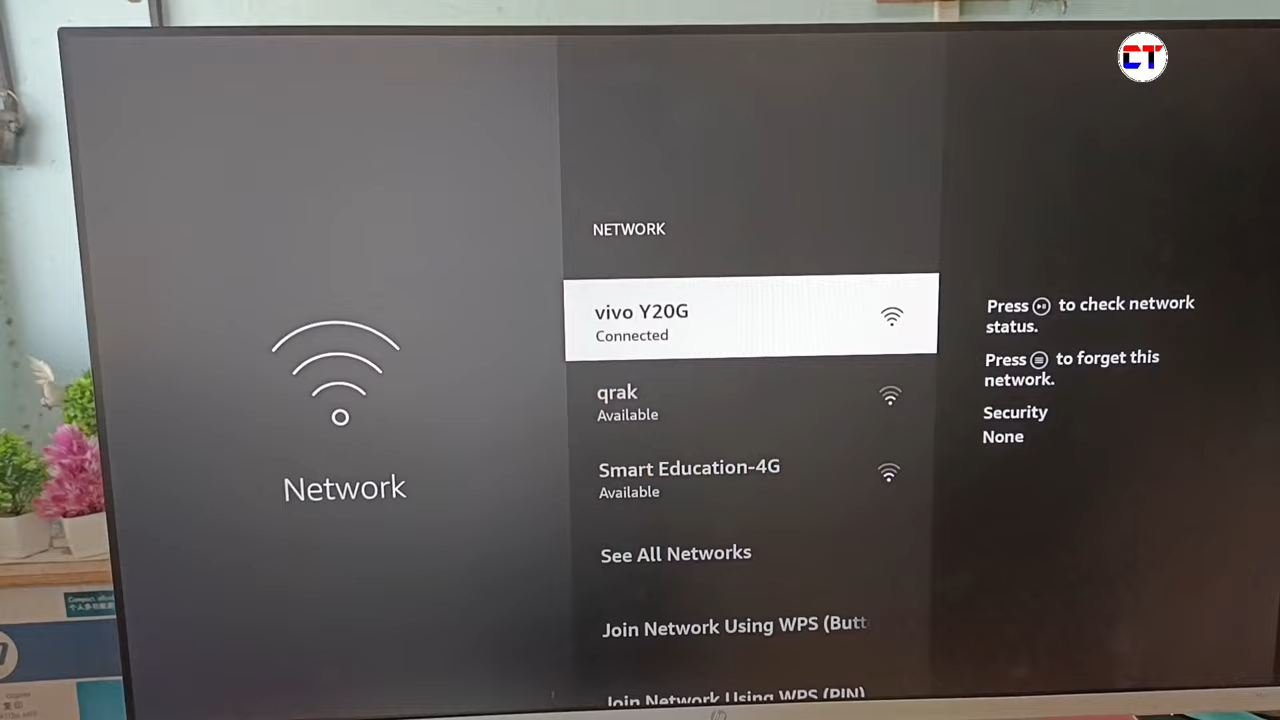 CT
NETWORK
vivo Y20G
Connected
qrak
Available
Smart Education-4G
Available
See All Networks
Join Network Using WPS (Butt
Join Network Using WPS (PIN)
Network
Press to check network
status.
Press to forget this
network.
Security
None
hp